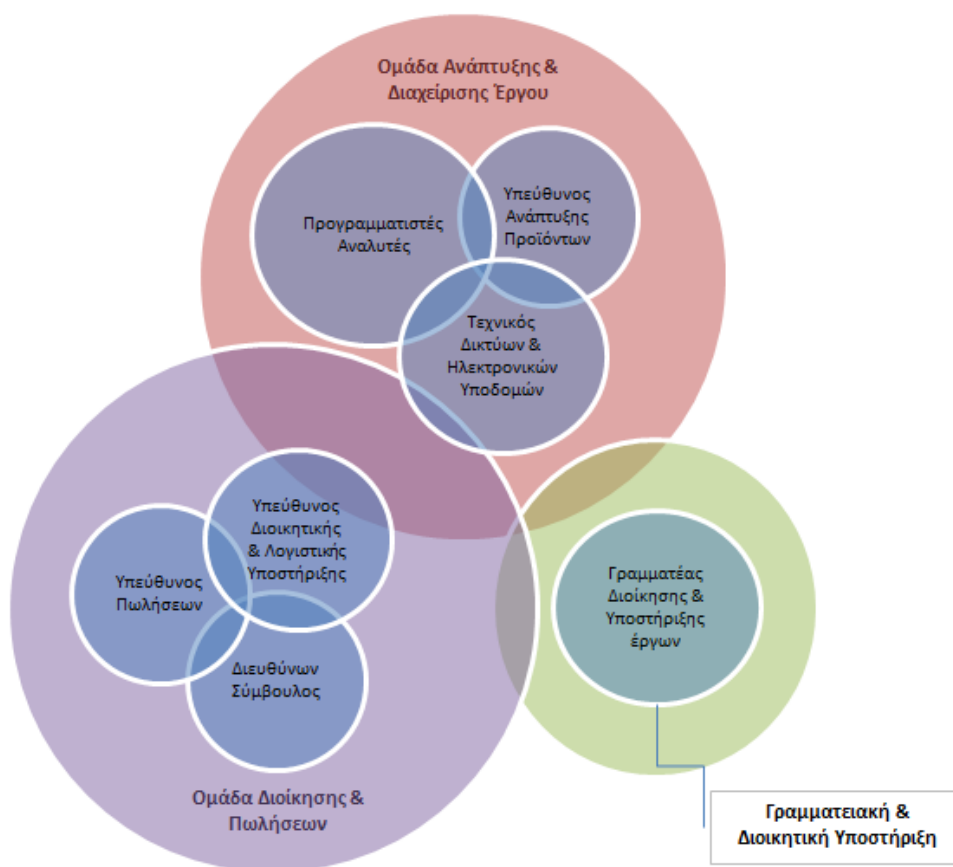 Ομάδα Ανάπτυξης &
Διαχείρισης Έργου
Προγραμματιστές
Αναλυτές
Υπεύθυνος
Ανάπτυξης
Προϊόντων
Τεχνικός
Δικτύων &
Ηλεκτρονικών
Υποδομών
Υπεύθυνος
Διοικητικής
& Λογιστικής
Υποστήριξης
Υπεύθυνος
Πωλήσεων
Διευθύνων
Σύμβουλος
Ομάδα Διοίκησης &
Πωλήσεων
Γραμματέας
Διοίκησης &
Υποστήριξης
έργων
Γραμματειακή &
Διοικητική Υποστήριξη